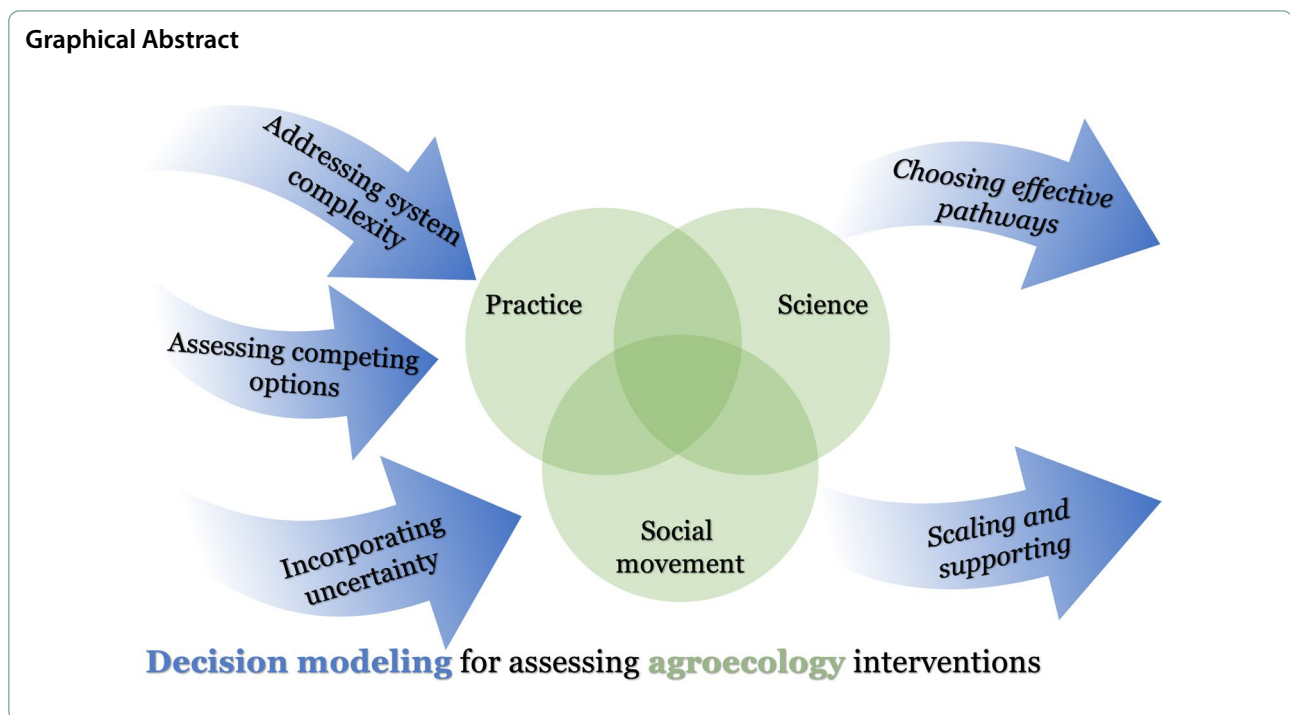 Graphical Abstract
Addressing system
complexity
Assessing competing
options
Incorporating
uncertainty
Practice
Science
Social
movement
Choosing effective
pathways
Scaling and
supporting
Decision modeling for assessing agroecology interventions